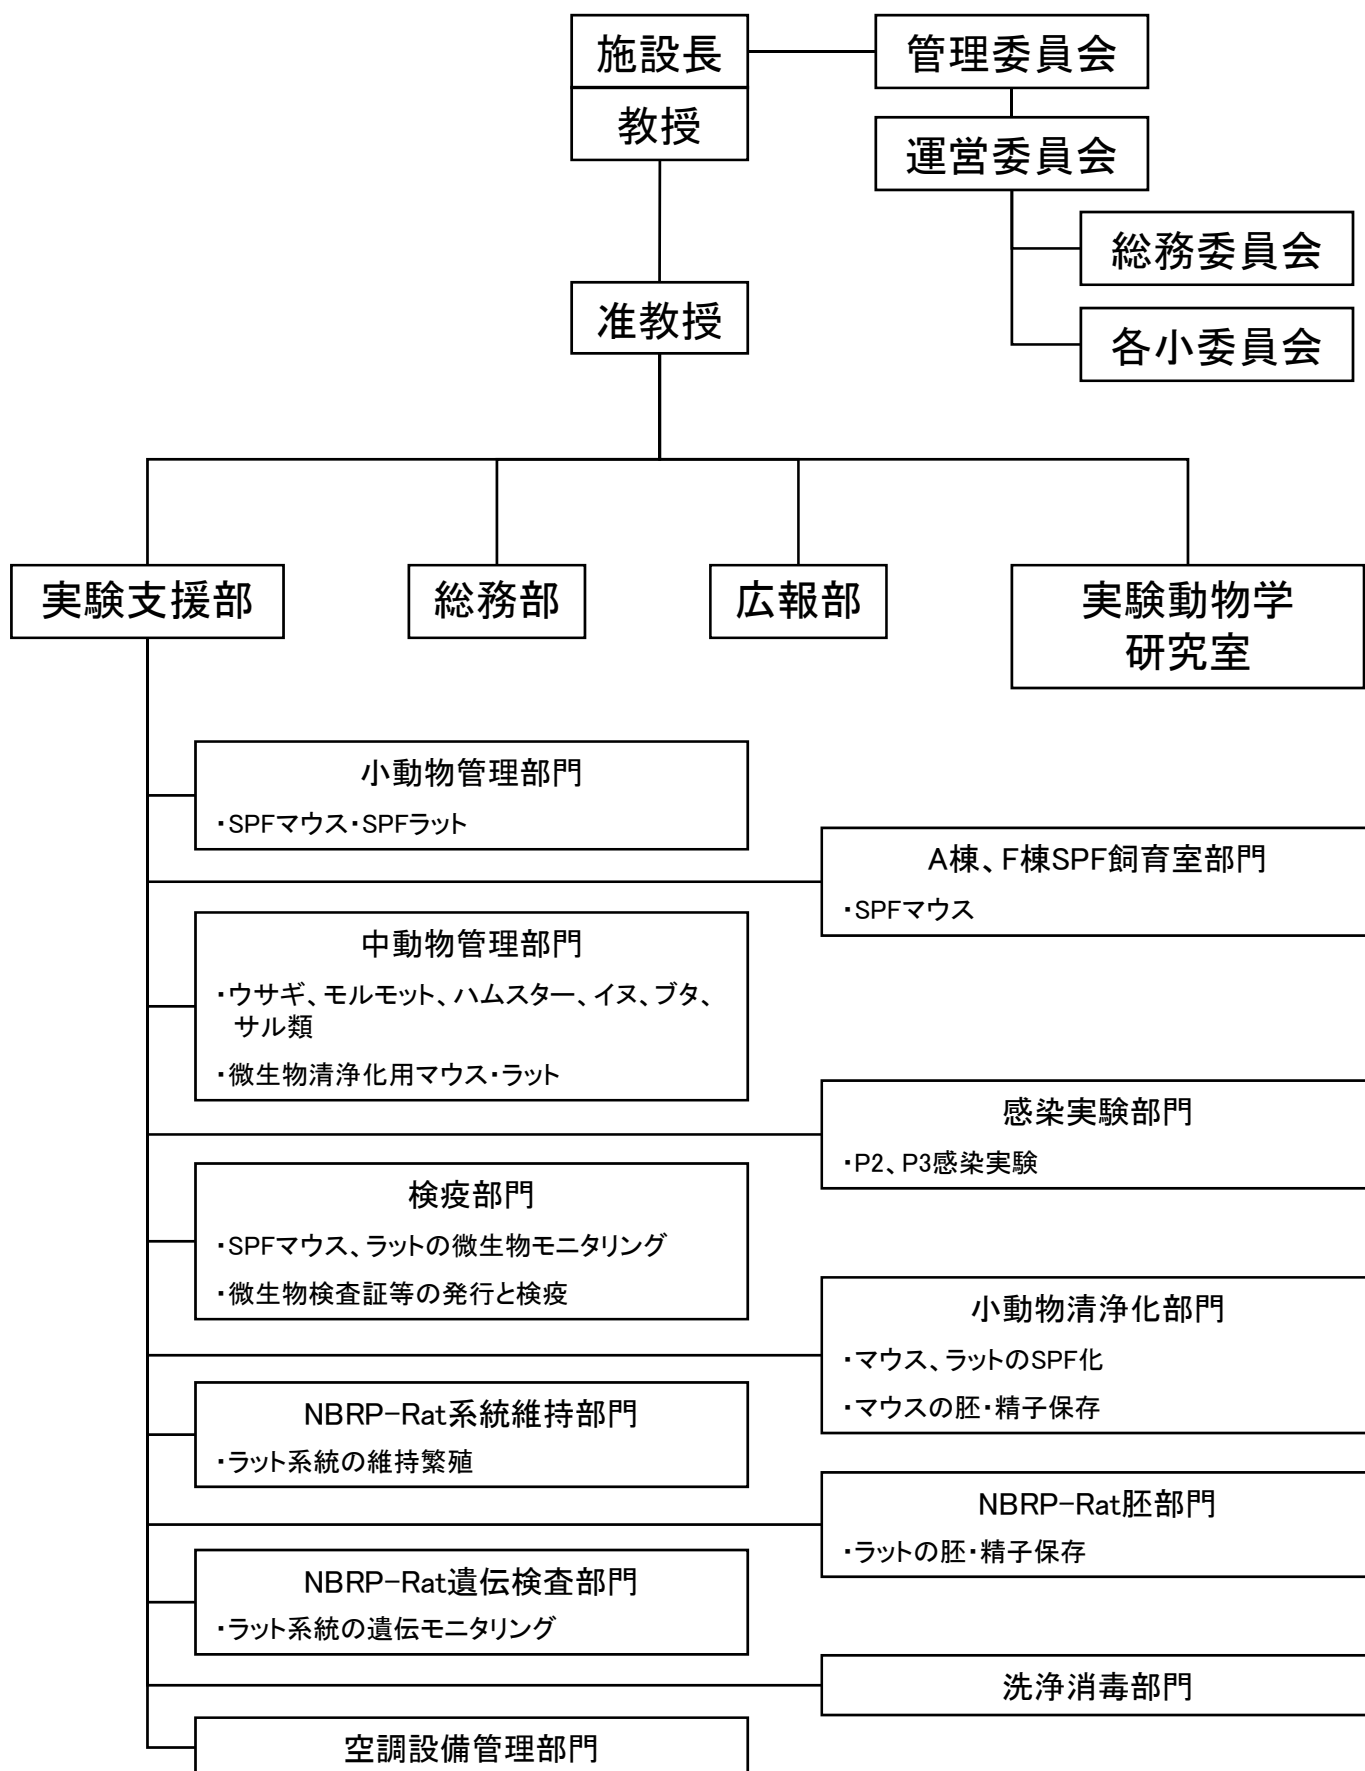 施設長
教授
管理委員会
運営委員会
総務委員会
各小委員会
准教授
実験支援部
総務部
広報部
実験動物学
研究室
小動物管理部門
・SPFマウス・SPFラット
A棟、F棟SPF飼育室部門
・SPFマウス
中動物管理部門
・ウサギ、モルモット、ハムスター、イヌ、ブタ、
サル類
・微生物清浄化用マウス・ラット
感染実験部門
・P2、P3感染実験
検疫部門
・SPFマウス、ラットの微生物モニタリング
・微生物検査証等の発行と検疫
小動物清浄化部門
・マウス、ラットのSPF化
・マウスの胚・精子保存
NBRP-Rat系統維持部門
・ラット系統の維持繁殖
NBRP-Rat胚部門
・ラットの胚・精子保存
NBRP-Rat遺伝検査部門
・ラット系統の遺伝モニタリング
洗浄消毒部門
空調設備管理部門